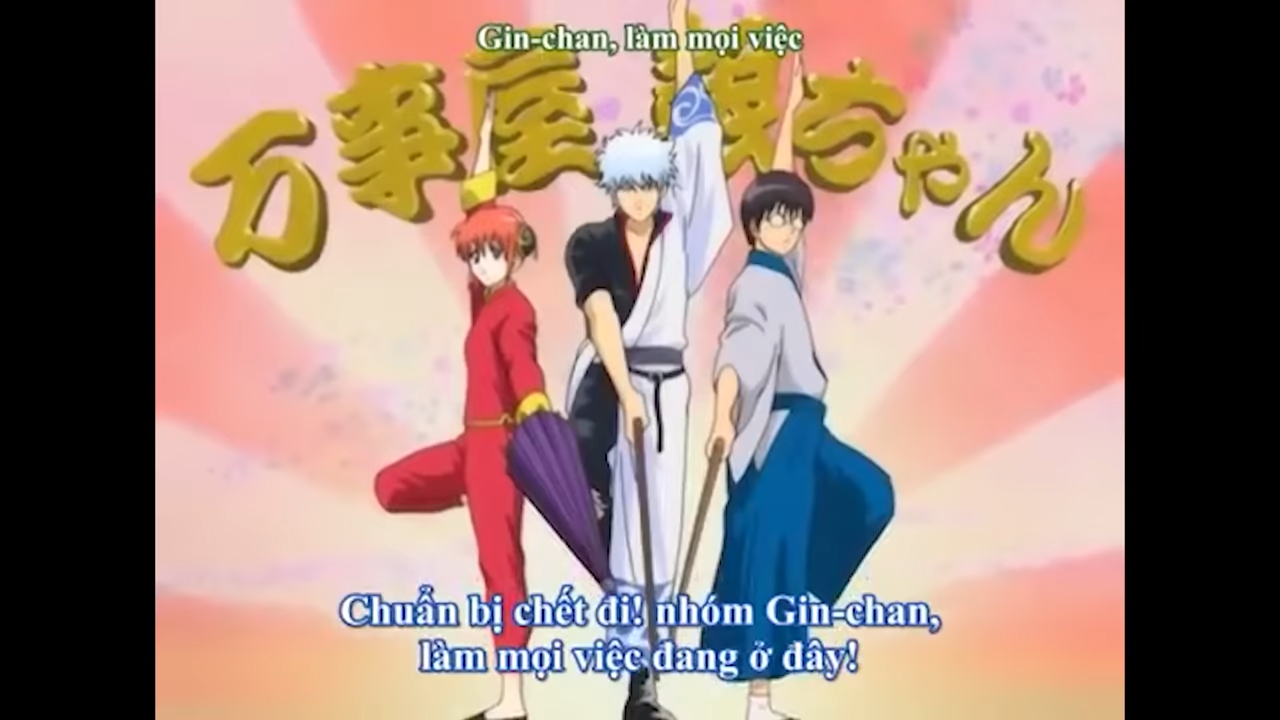 Gin-chan, làm mọi việc
万事屋 銀ちゃん
Chuẩn bị chết đi! nhóm Gin-chan,
làm mọi việc đang ở đây!